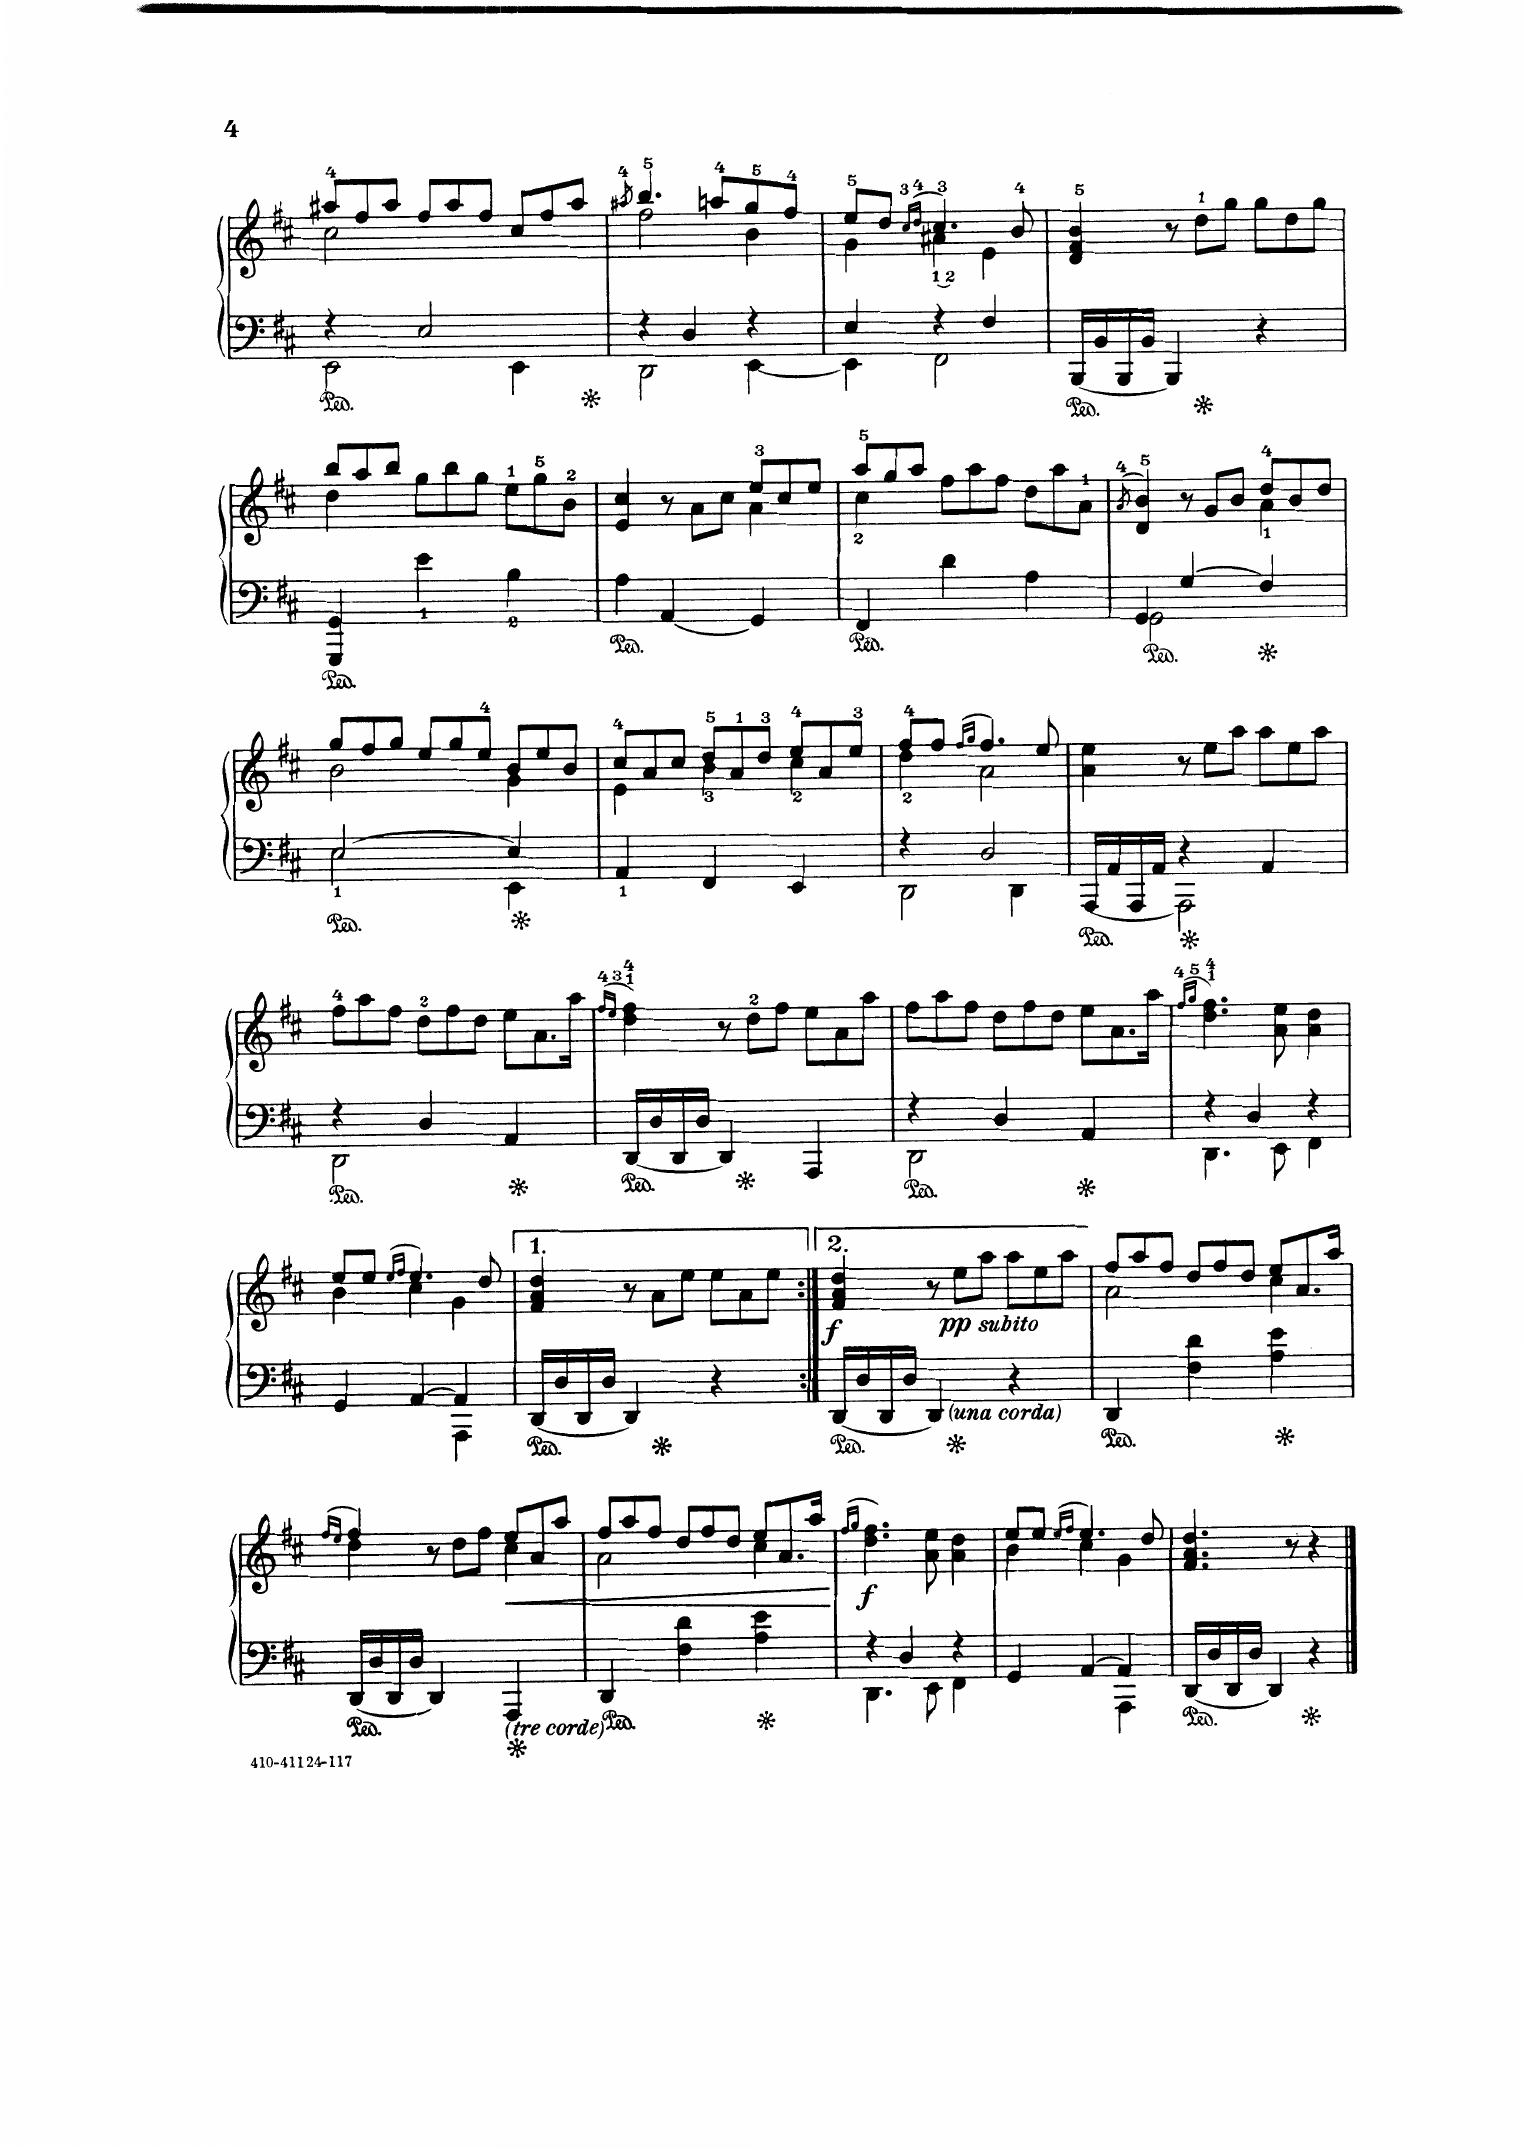 4
4 4 5 4 5 4 5 3 4 3 4 5 1
1 2
Ped. Ped.
1 5 2 3 5 1 4 5 4
2 1
1 2
Ped. Ped. Ped. Ped.
4 4 5 1 3 4 3 4
3 2 2
1 1
Ped. Ped.
4 2 4 3 4 1 2 4 5 4 1
Ped. Ped. Ped.
1. 2.
f pp subito
(una corda)
Ped. Ped. Ped.
f
(tre corde)
Ped. Ped. Ped.
410-41124-117